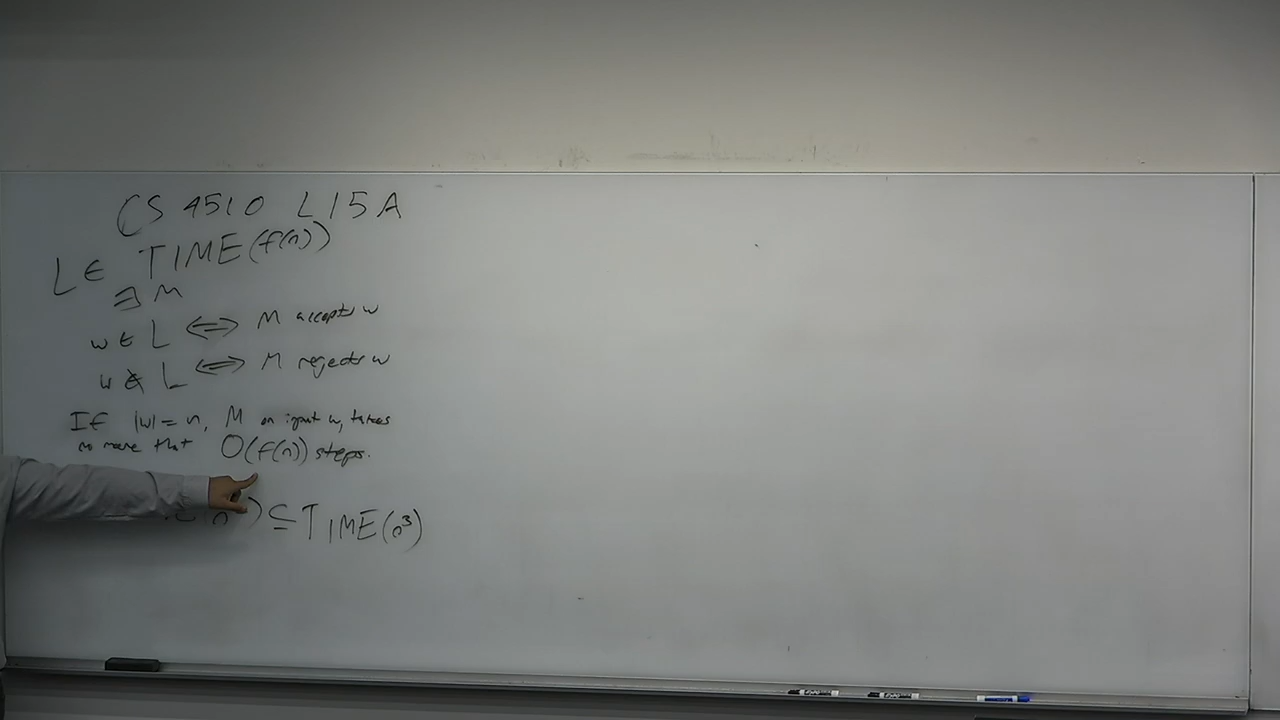 CS 4510 L15A
L ∈ TIME(f(n))
∃ M
w ∈ L ⇔ M accepts w
w ∉ L ⇔ M rejects w
If |w| = n, M on input w, takes
no more that O(f(n)) steps.
) ⊆ TIME(n³)